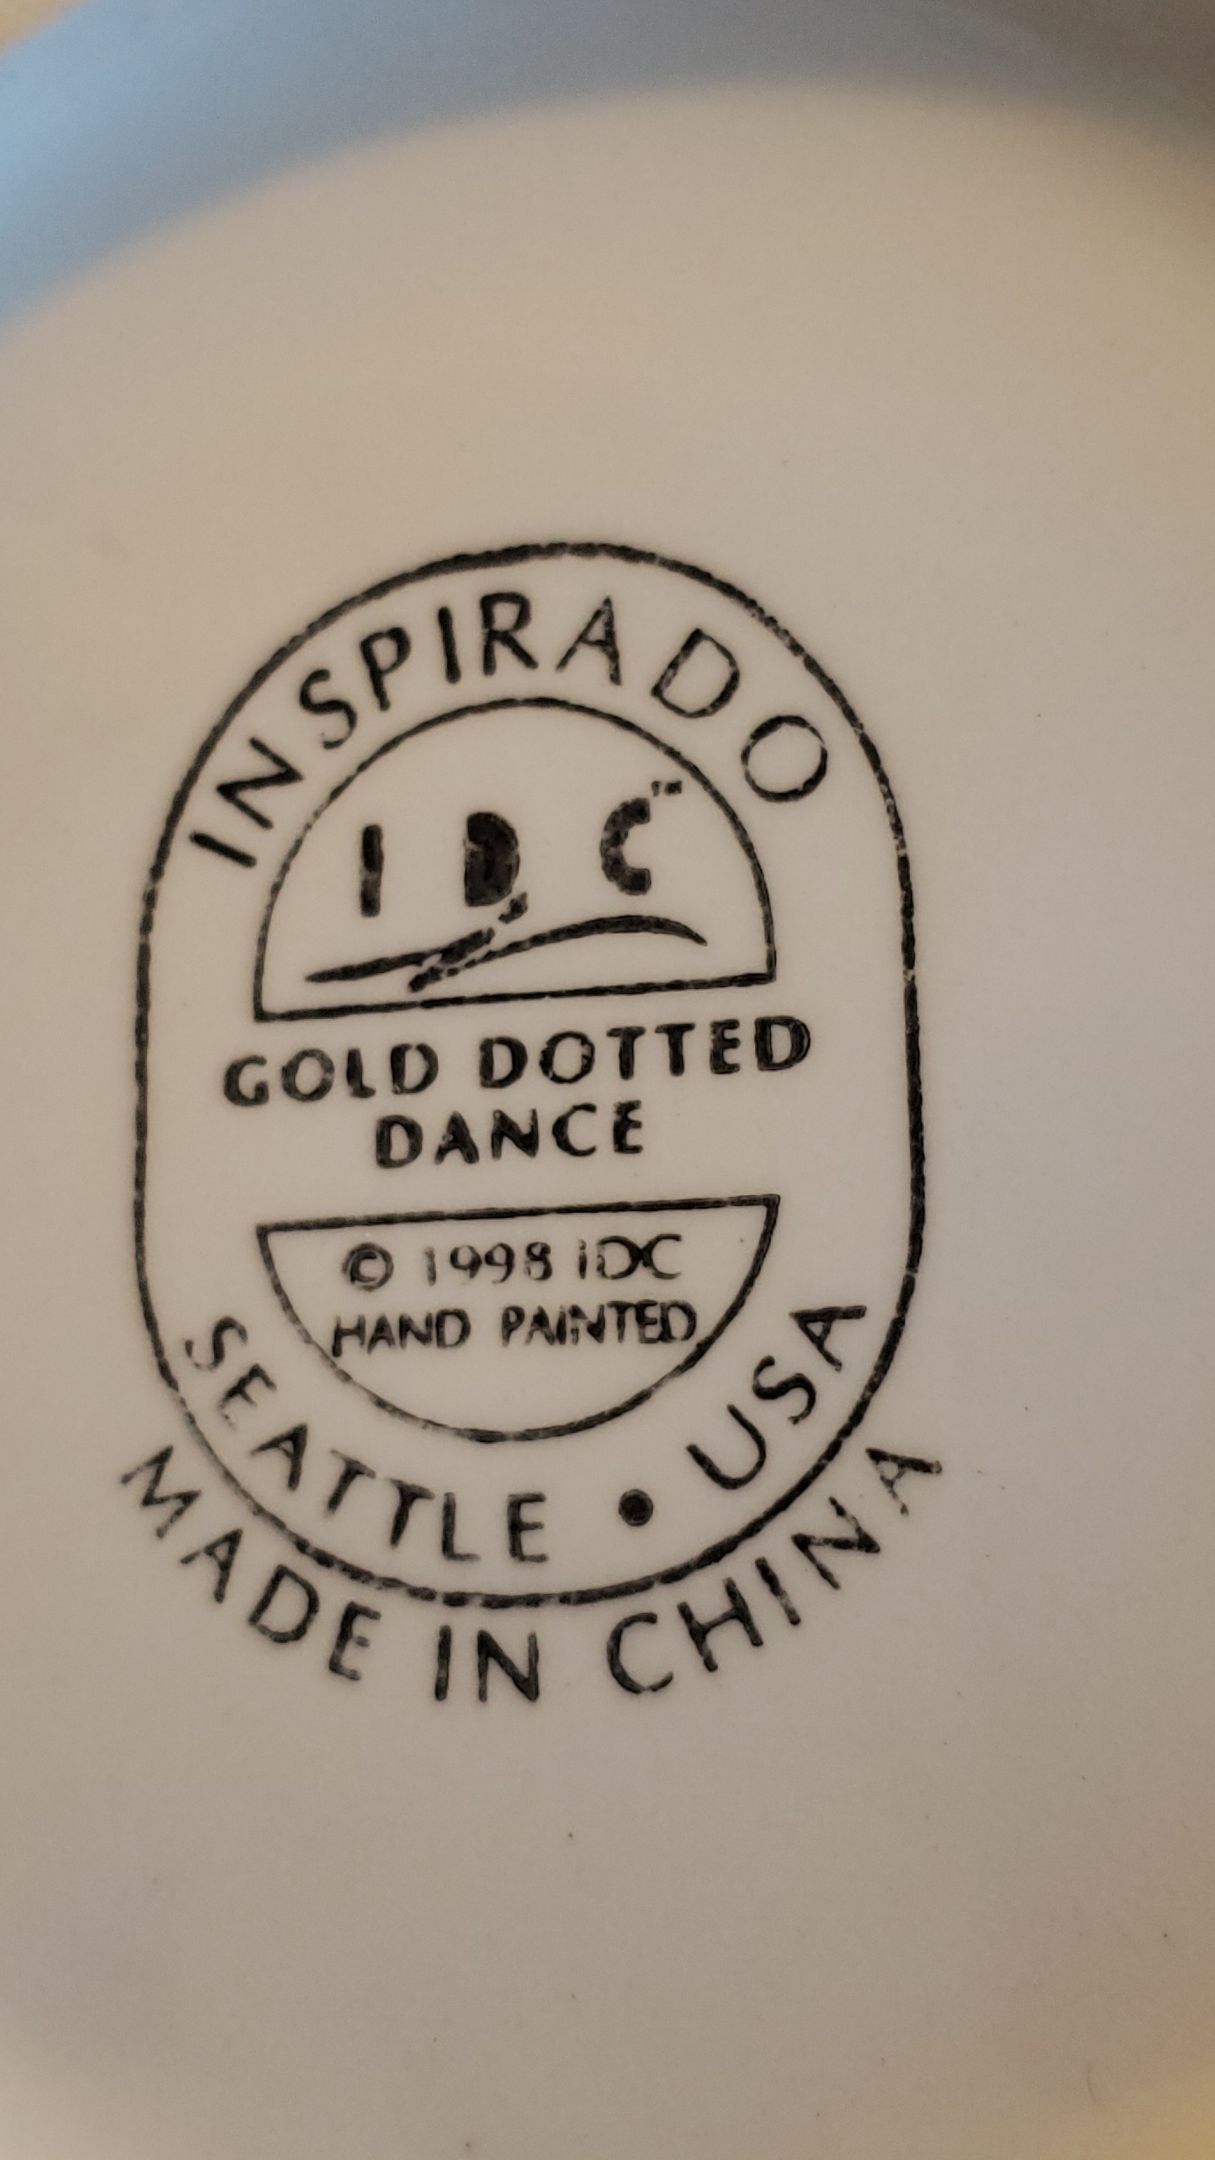 INSPIRADO
IDC™
GOLD DOTTED
DANCE
© 1998 IDC
HAND PAINTED
SEATTLE • USA
MADE IN CHINA